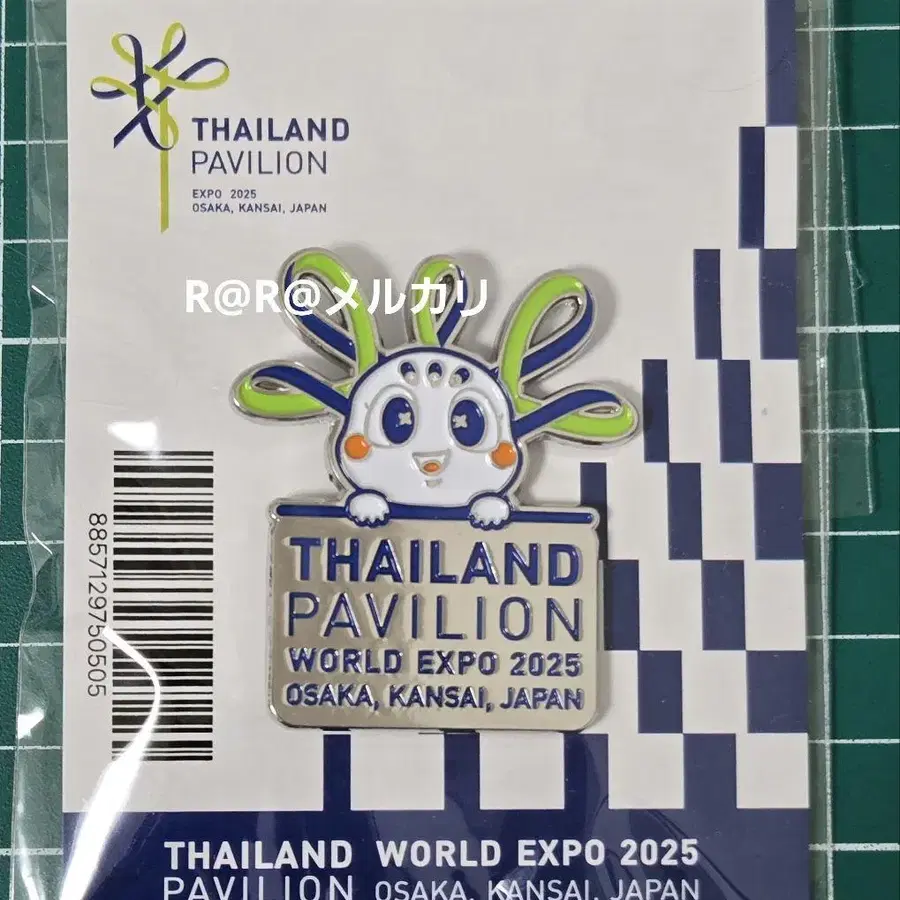 THAILAND
PAVILION
EXPO 2025
OSAKA, KANSAI, JAPAN
R@R@メルカリ
THAILAND
PAVILION
WORLD EXPO 2025
OSAKA, KANSAI, JAPAN
8857129750505
THAILAND WORLD EXPO 2025
PAVILION OSAKA, KANSAI, JAPAN